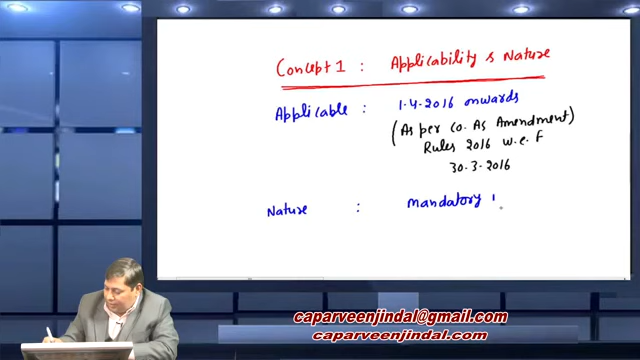 Concept 1 : Applicability & Nature
Applicable : 1.4.2016 onwards
(As per Co. As Amendment)
Rules 2016 w.e.f
30.3.2016
Nature : mandatory
caparveenjindal@gmail.com
caparveenjindal.com